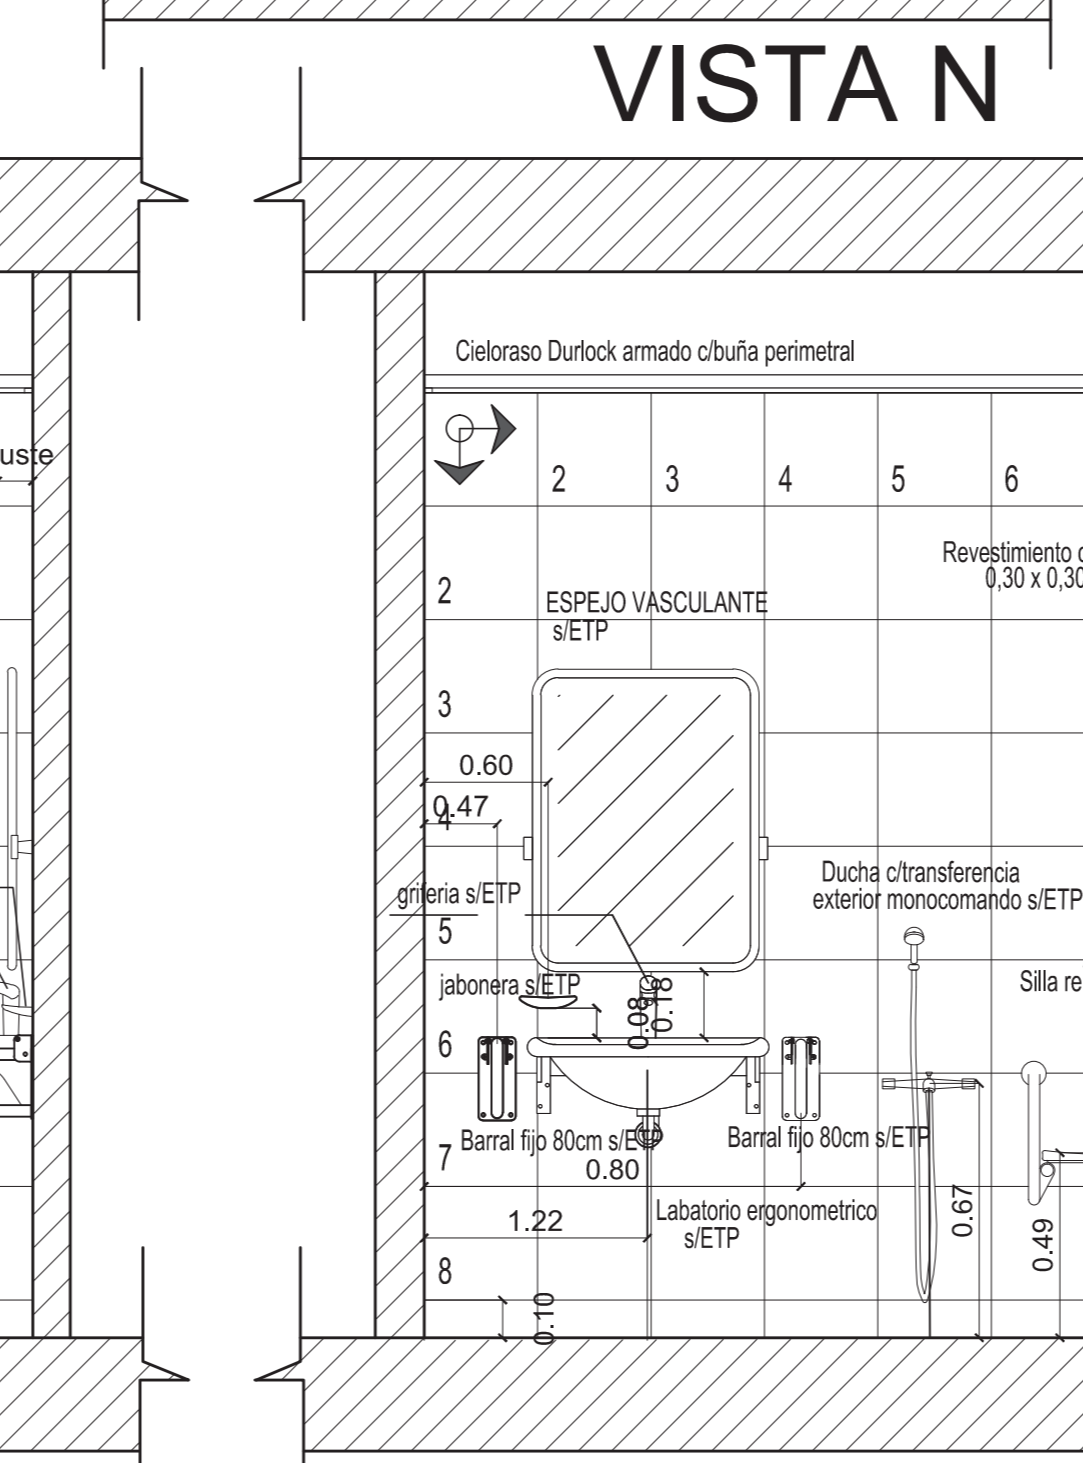 VISTA N
Cieloraso Durlock armado c/buña perimetral
uste
2 3 4 5 6
Revestimiento
0,30 x 0,30
2
ESPEJO VASCULANTE
s/ETP
3
0.60
0.47
4
Ducha c/transferencia
exterior monocomando s/ETP
griferia s/ETP
5
jabonera s/ETP
Silla re
0.08
0.18
6
Barral fijo 80cm s/ETP
Barral fijo 80cm s/ETP
7
0.80
0.67
Labatorio ergonometrico
s/ETP
1.22
0.49
8
0.10